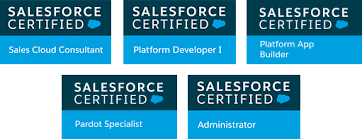 SALESFORCE
CERTIFIED
Sales Cloud Consultant
SALESFORCE
CERTIFIED
Platform Developer I
SALESFORCE
CERTIFIED
Platform App
Builder
SALESFORCE
CERTIFIED
Pardot Specialist
SALESFORCE
CERTIFIED
Administrator